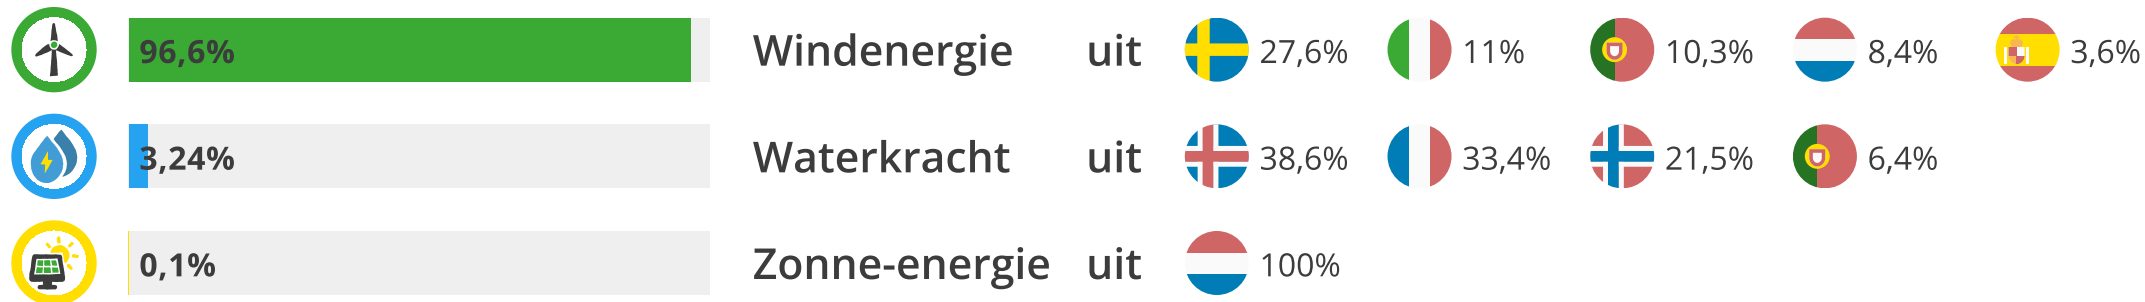 96,6% Windenergie uit 27,6% 11% 10,3% 8,4% 3,6%
3,24% Waterkracht uit 38,6% 33,4% 21,5% 6,4%
0,1% Zonne-energie uit 100%